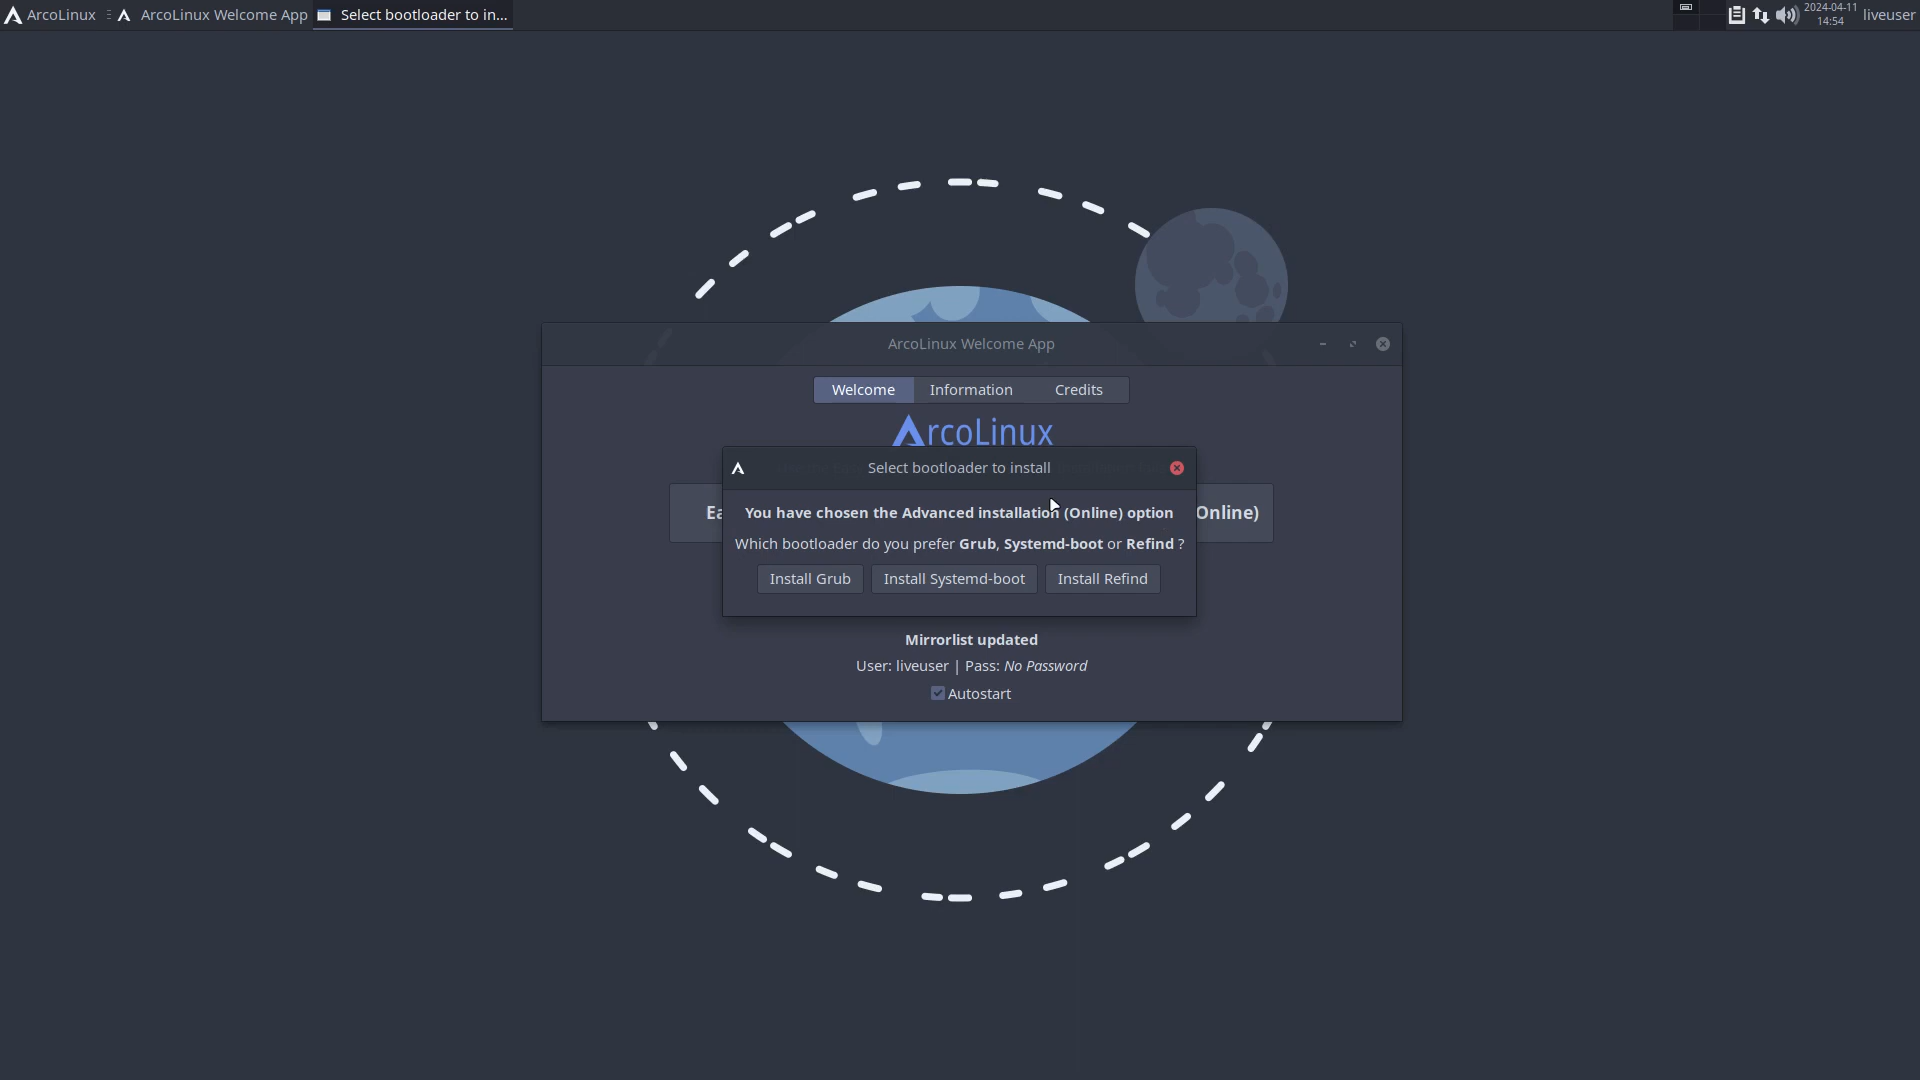 ArcoLinux
ArcoLinux Welcome App
Select bootloader to in...
2024-04-11
14:54
liveuser
ArcoLinux Welcome App
Welcome
Information
Credits
ArcoLinux
Select bootloader to install
You have chosen the Advanced installation (Online) option
Online)
Which bootloader do you prefer Grub, Systemd-boot or Refind ?
Install Grub
Install Systemd-boot
Install Refind
Mirrorlist updated
User: liveuser | Pass: No Password
Autostart